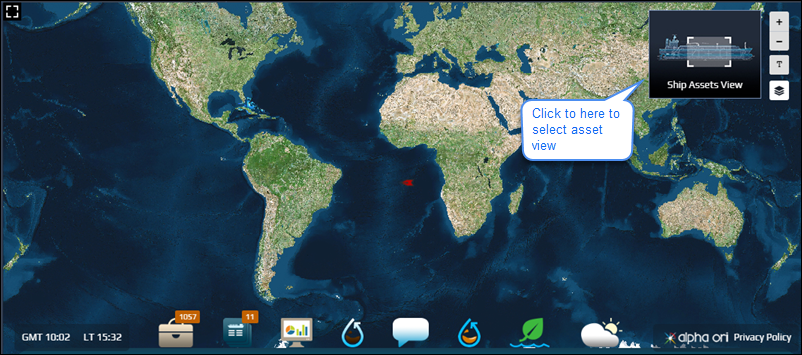 T
Ship Assets View
Click to here to
select asset
view
1057
11
GMT 10:02
LT 15:32
alpha ori
Privacy Policy